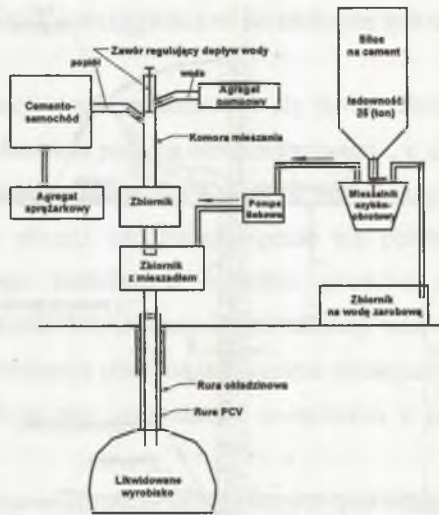 Zawór regulujący dopływ wody
popiół
woda
Silos
na cement
ładowność:
25 (ton)
Cemento-
samochód
Agregat
pompowy
Komora mieszania
Agregat
sprężarkowy
Zbiornik
Pompa
tłokowa
Mieszalnik
szybko-
obrotowy
Zbiornik
z mieszadłem
Zbiornik
na wodę zarobową
Rura okładzinowa
Rura PCV
Likwidowane
wyrobisko